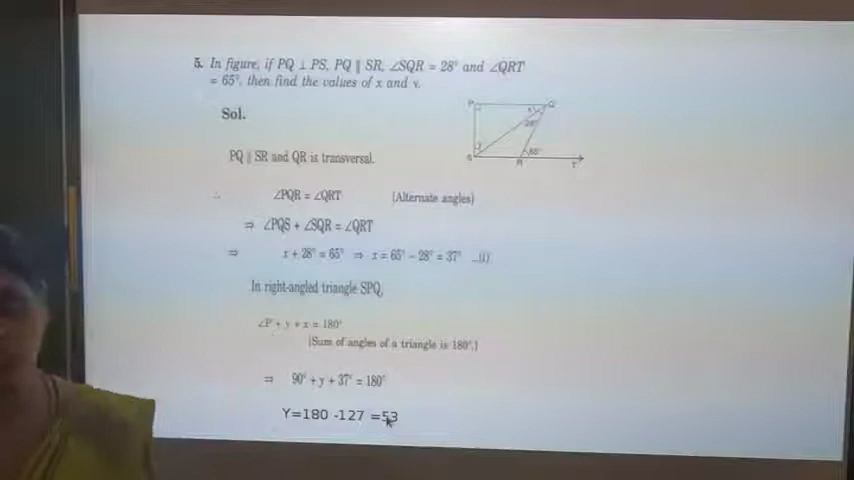 5. In figure, if PQ ⊥ PS, PQ ∥ SR, ∠SQR = 28° and ∠QRT
= 65°, then find the values of x and y.
Sol.
P
Q
x
28°
y
65°
S
R
T
PQ ∥ SR and QR is transversal.
∴ ∠PQR = ∠QRT [Alternate angles]
⇒ ∠PQS + ∠SQR = ∠QRT
⇒ x + 28° = 65° ⇒ x = 65° – 28° = 37° ...(i)
In right-angled triangle SPQ,
∠P + y + x = 180°
[Sum of angles of a triangle is 180°.]
⇒ 90° + y + 37° = 180°
Y=180 -127 =53